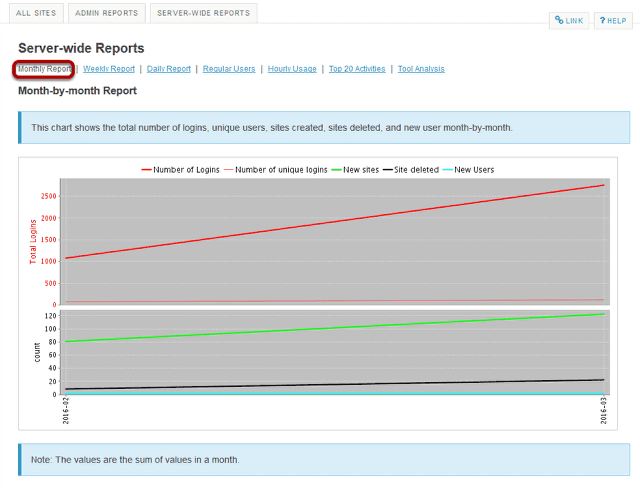 ALL SITES ADMIN REPORTS SERVER-WIDE REPORTS
LINK ? HELP
Server-wide Reports
Monthly Report | Weekly Report | Daily Report | Regular Users | Hourly Usage | Top 20 Activities | Tool Analysis
Month-by-month Report
This chart shows the total number of logins, unique users, sites created, sites deleted, and new user month-by-month.
Number of Logins Number of unique logins New sites Site deleted New Users
Total Logins
2500
2000
1500
1000
500
0
count
120
100
80
60
40
20
0
2016-02 2016-03
Note: The values are the sum of values in a month.